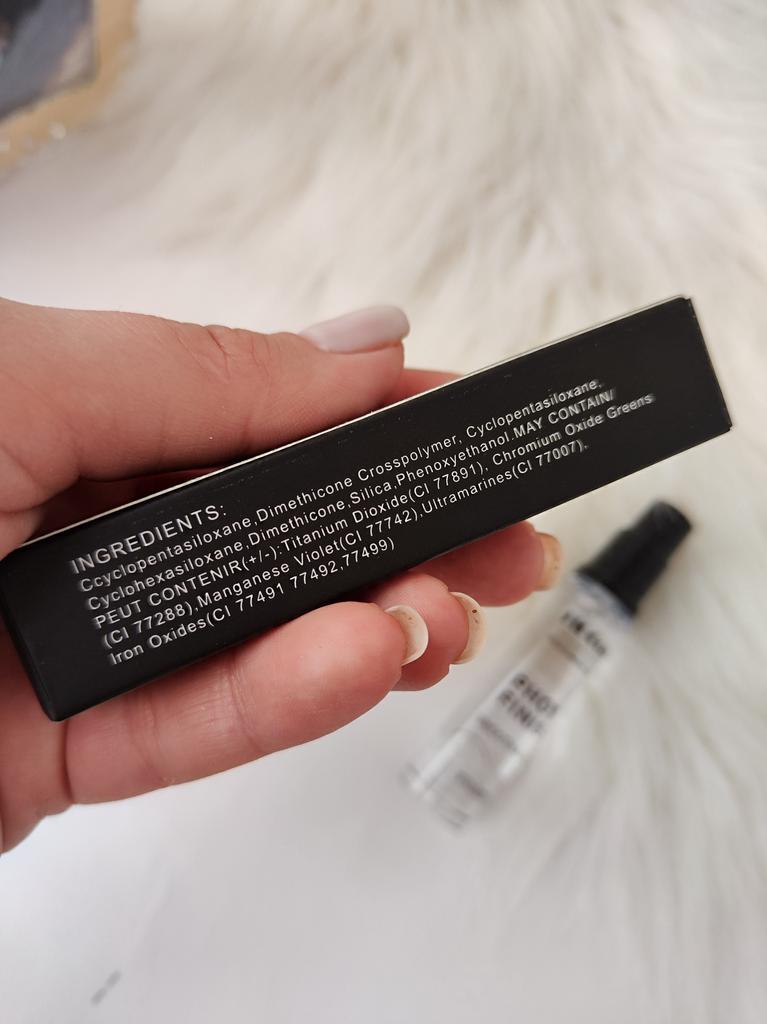 INGREDIENTS:
Ccyclopentasiloxane,Dimethicone Crosspolymer, Cyclopentasiloxane,
Cyclohexasiloxane,Dimethicone,Silica,Phenoxyethanol.MAY CONTAIN/
PEUT CONTENIR(+/-):Titanium Dioxide(CI 77891), Chromium Oxide Greens
(CI 77288),Manganese Violet(CI 77742),Ultramarines(CI 77007),
Iron Oxides(CI 77491 77492,77499)